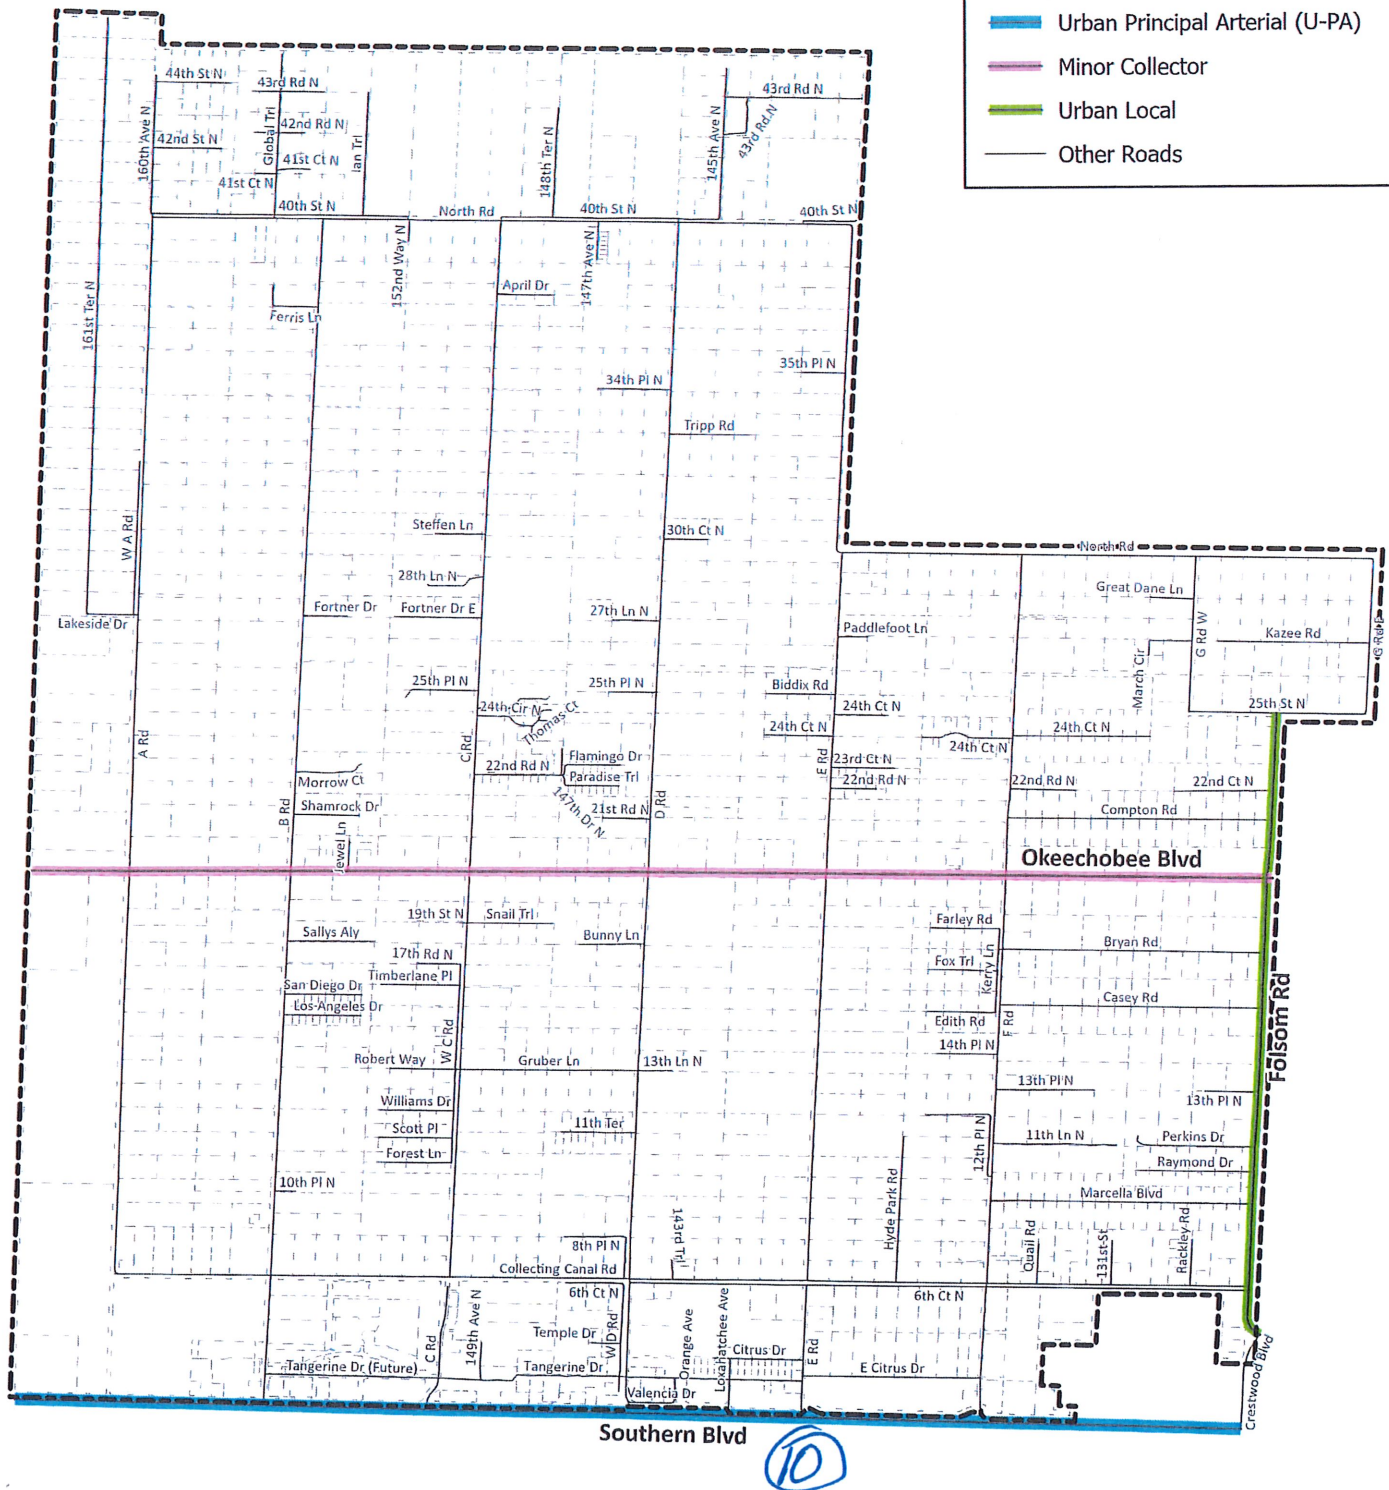 Urban Principal Arterial (U-PA)
Minor Collector
Urban Local
Other Roads
44th St N
43rd Rd N
43rd Rd N
160th Ave N
Global Trl
42nd Rd N
Ian Trl
148th Ter N
145th Ave N
43rd Rd N
42nd St N
41st Ct N
41st Ct N
40th St N
North Rd
40th St N
40th St N
161st Ter N
152nd Way N
147th Ave N
April Dr
Ferris Ln
35th Pl N
34th Pl N
Tripp Rd
W A Rd
Steffen Ln
30th Ct N
North Rd
28th Ln N
Great Dane Ln
Fortner Dr
Fortner Dr E
27th Ln N
Lakeside Dr
Paddlefoot Ln
G Rd W
Kazee Rd
G Rd E
March Cir
25th Pl N
25th Pl N
Biddix Rd
24th Cir N
Thomas Ct
24th Ct N
25th St N
24th Ct N
24th Ct N
24th Ct N
A Rd
C Rd
E Rd
22nd Rd N
Flamingo Dr
Paradise Trl
23rd Ct N
22nd Rd N
22nd Rd N
22nd Ct N
Morrow Ct
147th Dr N
B Rd
Shamrock Dr
21st Rd N
D Rd
Compton Rd
Jewel Ln
Okeechobee Blvd
19th St N
Snail Trl
Farley Rd
Sallys Aly
Bunny Ln
Bryan Rd
17th Rd N
Fox Trl
Kerry Ln
Timberlane Pl
San Diego Dr
Los Angeles Dr
Casey Rd
Edith Rd
F Rd
Folsom Rd
W C Rd
14th Pl N
Robert Way
Gruber Ln
13th Ln N
13th Pl N
13th Pl N
Williams Dr
Scott Pl
11th Ter
12th Pl N
11th Ln N
Perkins Dr
Forest Ln
Raymond Dr
10th Pl N
Hyde Park Rd
Marcella Blvd
143rd Trl
Quail Rd
131st St
Rackley Rd
8th Pl N
Collecting Canal Rd
6th Ct N
6th Ct N
C Rd
149th Ave N
Temple Dr
W D Rd
Orange Ave
Loxahatchee Ave
Citrus Dr
E Rd
Tangerine Dr (Future)
Tangerine Dr
E Citrus Dr
Valencia Dr
Crestwood Blvd
Southern Blvd
10